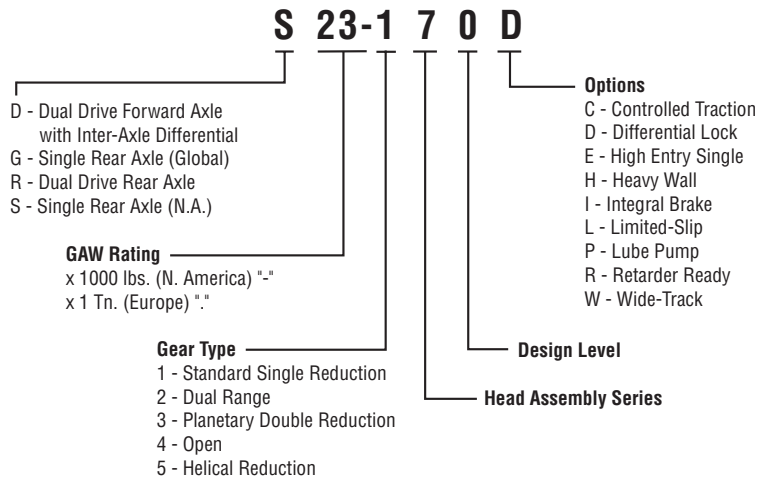 S 23-1 7 0 D
D - Dual Drive Forward Axle
with Inter-Axle Differential
G - Single Rear Axle (Global)
R - Dual Drive Rear Axle
S - Single Rear Axle (N.A.)
GAW Rating
x 1000 lbs. (N. America) "-"
x 1 Tn. (Europe) "."
Gear Type
1 - Standard Single Reduction
2 - Dual Range
3 - Planetary Double Reduction
4 - Open
5 - Helical Reduction
Options
C - Controlled Traction
D - Differential Lock
E - High Entry Single
H - Heavy Wall
I - Integral Brake
L - Limited-Slip
P - Lube Pump
R - Retarder Ready
W - Wide-Track
Design Level
Head Assembly Series